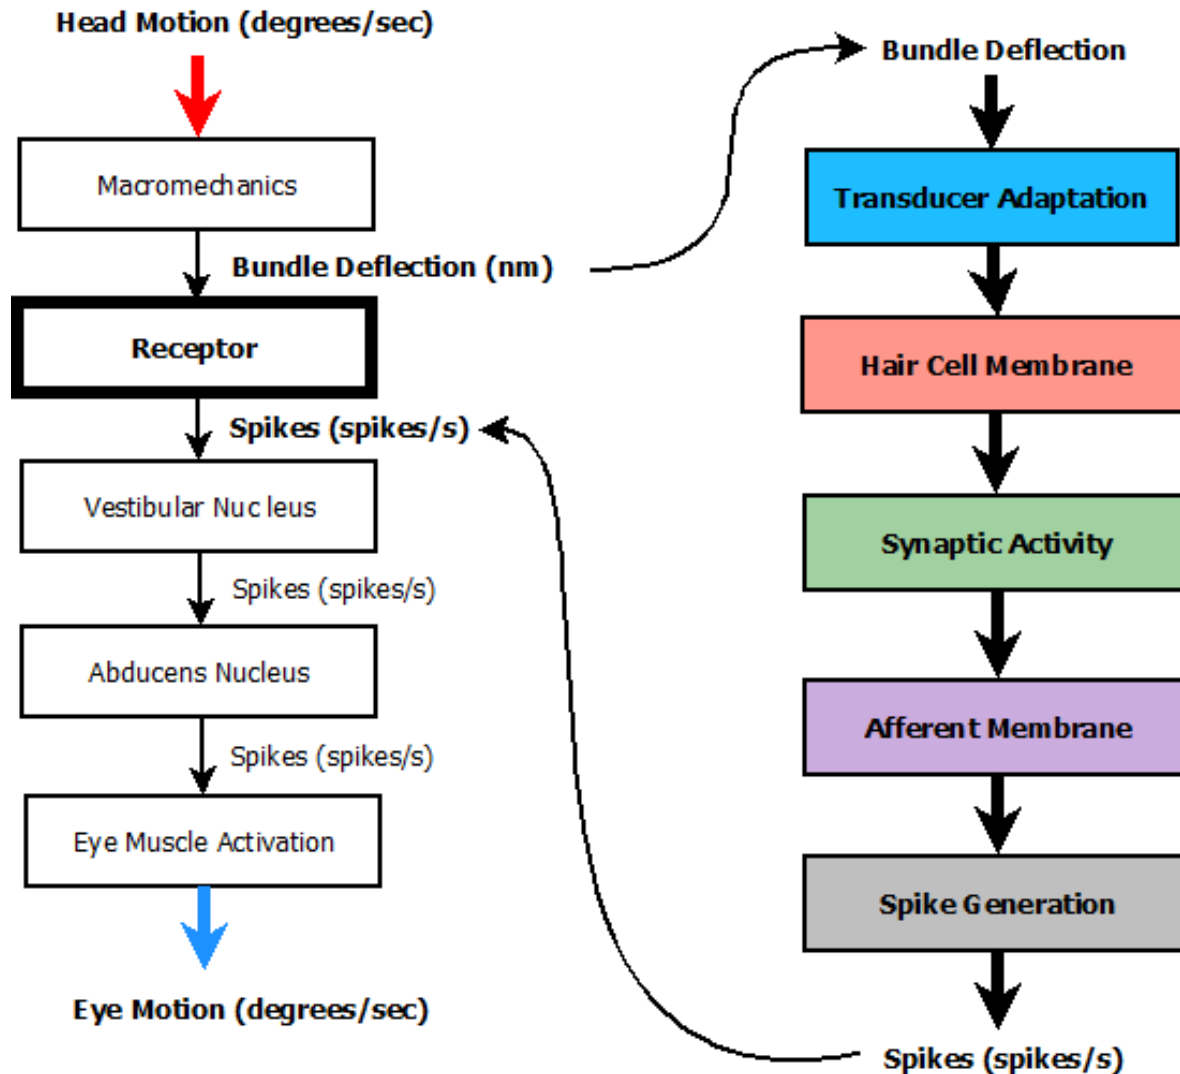 Head Motion (degrees/sec)
Macromechanics
Bundle Deflection (nm)
Receptor
Spikes (spikes/s)
Vestibular Nucleus
Spikes (spikes/s)
Abducens Nucleus
Spikes (spikes/s)
Eye Muscle Activation
Eye Motion (degrees/sec)
Bundle Deflection
Transducer Adaptation
Hair Cell Membrane
Synaptic Activity
Afferent Membrane
Spike Generation
Spikes (spikes/s)